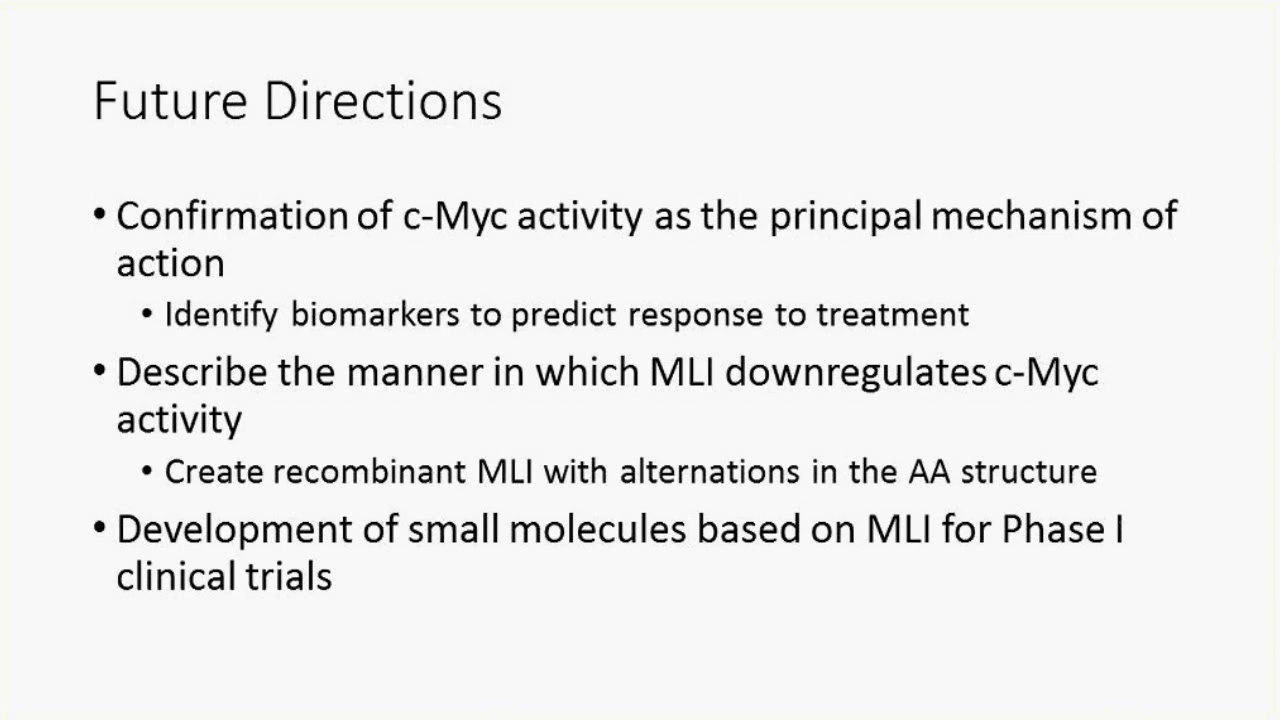 Future Directions
• Confirmation of c-Myc activity as the principal mechanism of
action
• Identify biomarkers to predict response to treatment
• Describe the manner in which MLI downregulates c-Myc
activity
• Create recombinant MLI with alternations in the AA structure
• Development of small molecules based on MLI for Phase I
clinical trials